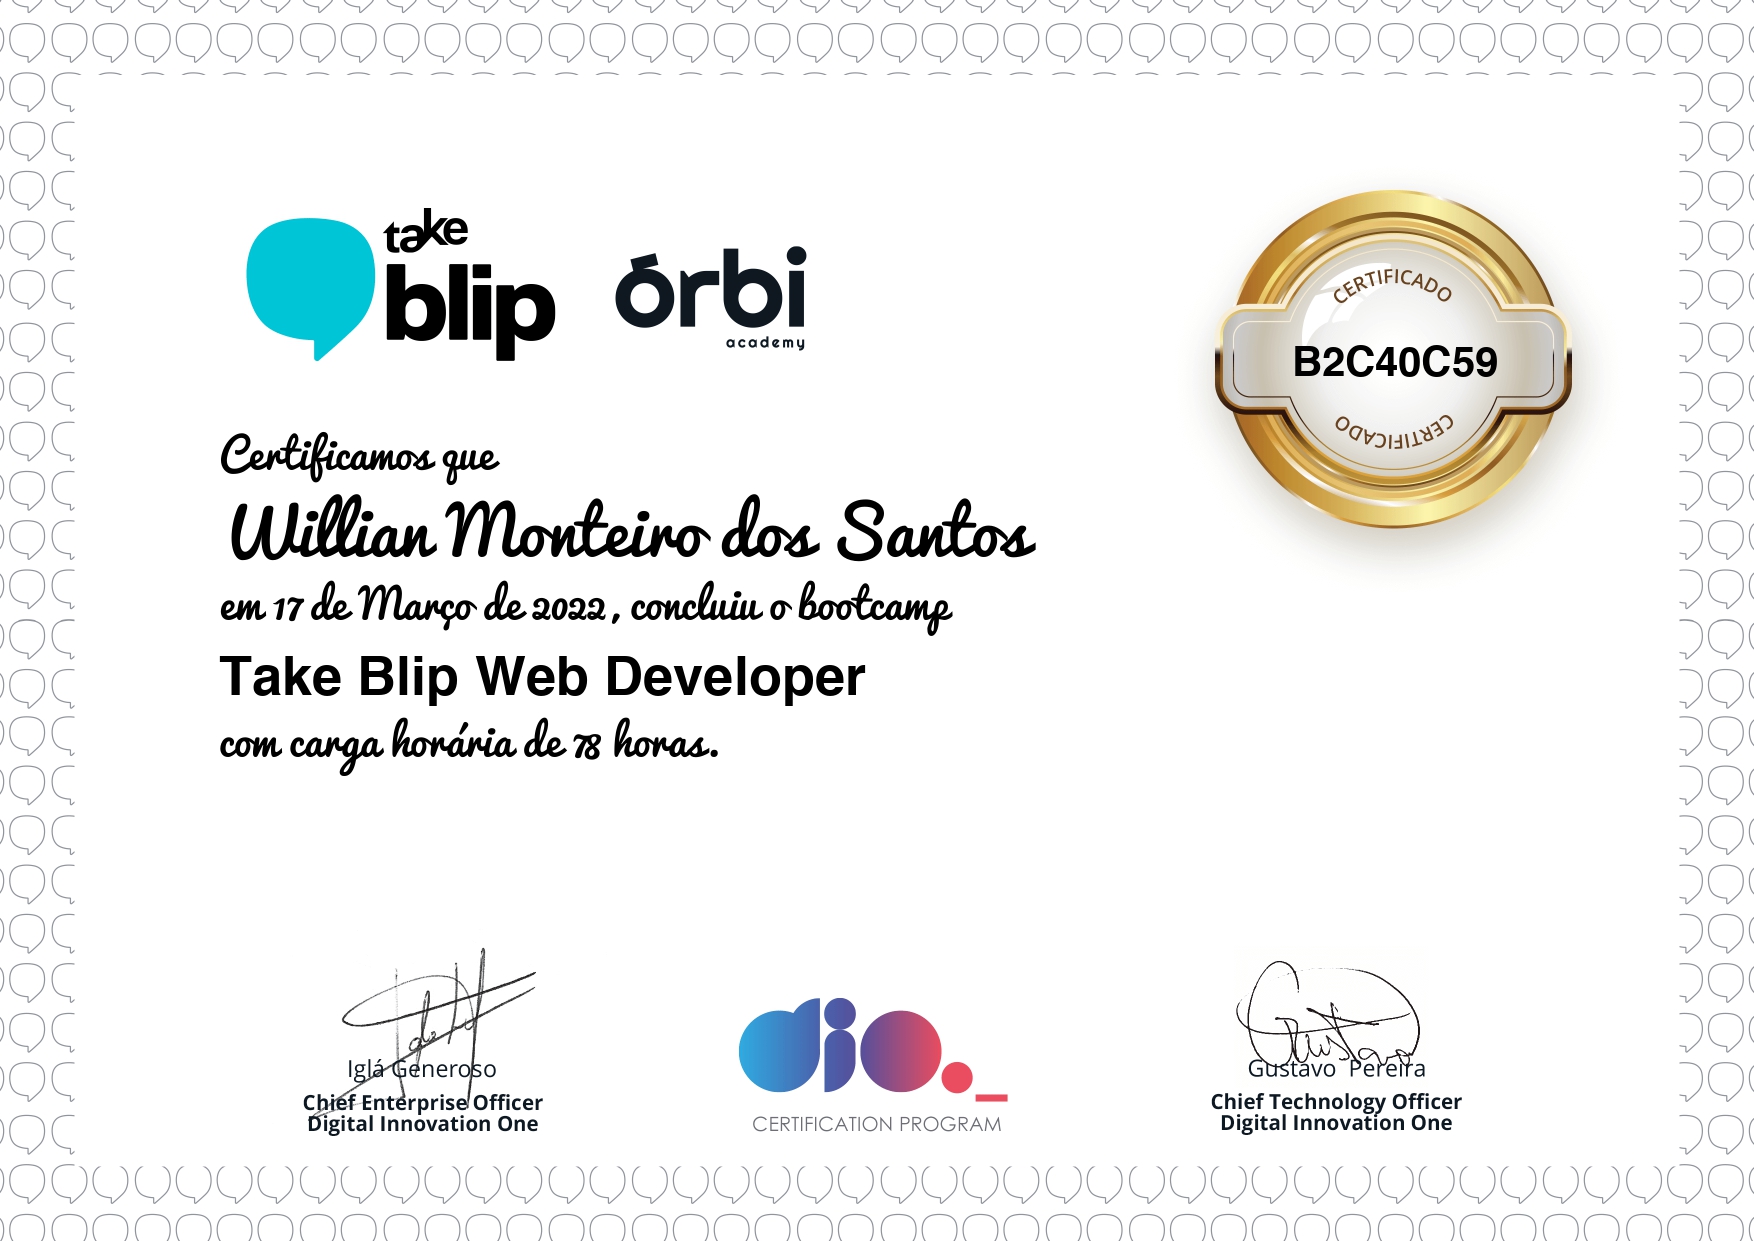 take
blip
órbi
academy
CERTIFICADO
B2C40C59
CERTIFICADO
Certificamos que
Willian Monteiro dos Santos
em 17 de Março de 2022, concluiu o bootcamp
Take Blip Web Developer
com carga horária de 78 horas.
Iglá Generoso
Chief Enterprise Officer
Digital Innovation One
dio._
CERTIFICATION PROGRAM
Gustavo Pereira
Chief Technology Officer
Digital Innovation One